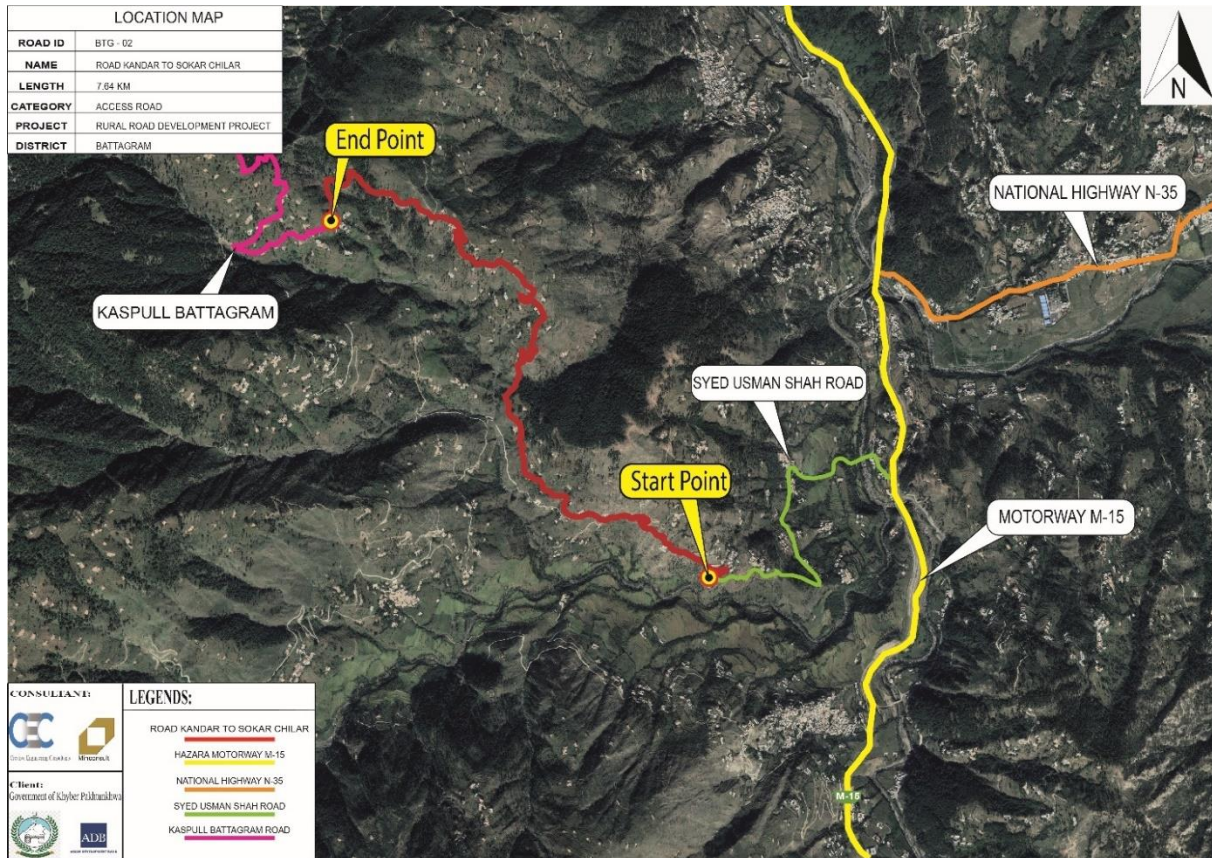 LOCATION MAP
ROAD ID BTG - 02
NAME ROAD KANDAR TO SOKAR CHILAR
LENGTH 7.64 KM
CATEGORY ACCESS ROAD
PROJECT RURAL ROAD DEVELOPMENT PROJECT
DISTRICT BATTAGRAM
N
End Point
NATIONAL HIGHWAY N-35
KASPULL BATTAGRAM
SYED USMAN SHAH ROAD
Start Point
MOTORWAY M-15
M-15
CONSULTANT:
CEC
Client:
Government of Khyber Pakhtunkhwa
ADB
LEGENDS:
ROAD KANDAR TO SOKAR CHILAR
HAZARA MOTORWAY M-15
NATIONAL HIGHWAY N-35
SYED USMAN SHAH ROAD
KASPULL BATTAGRAM ROAD